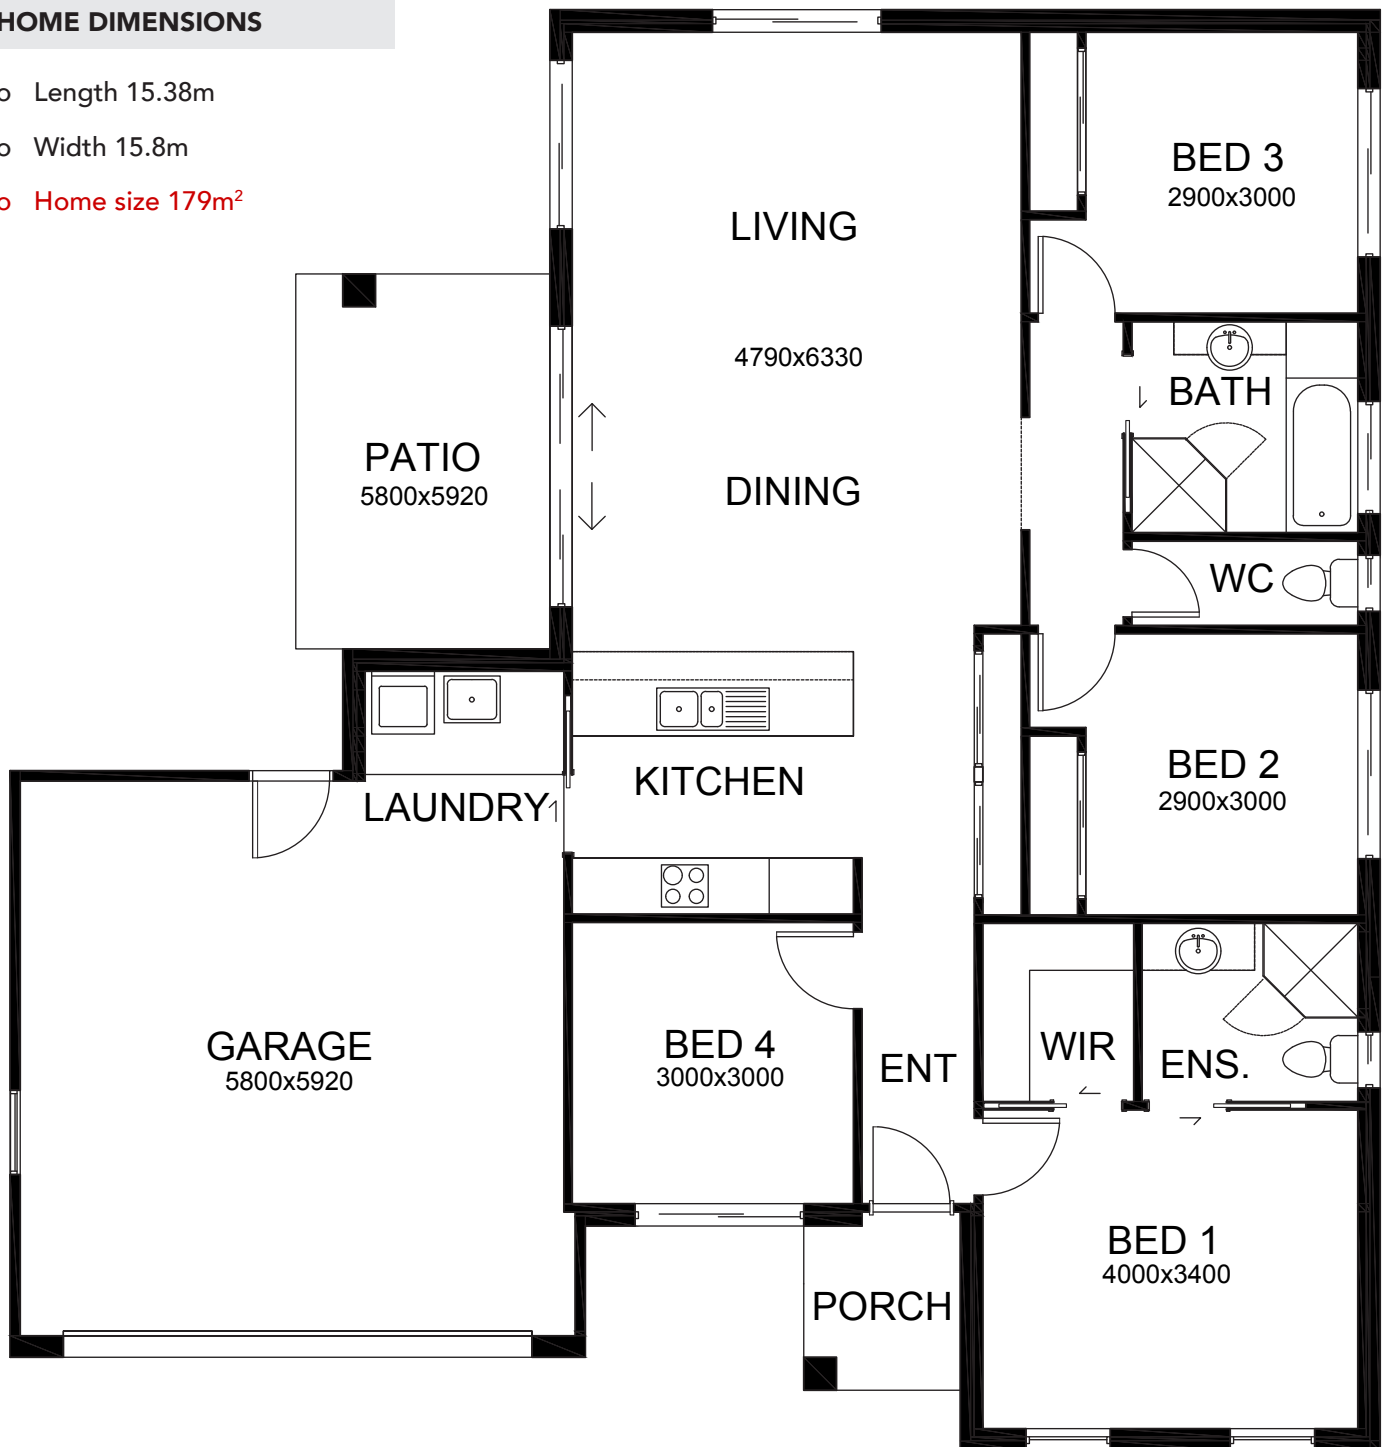 HOME DIMENSIONS
o Length 15.38m
o Width 15.8m
o Home size 179m²
BED 3
2900x3000
LIVING
4790x6330
BATH
PATIO
5800x5920
DINING
WC
KITCHEN
LAUNDRY
BED 2
2900x3000
GARAGE
5800x5920
BED 4
3000x3000
ENT
WIR
ENS.
BED 1
4000x3400
PORCH